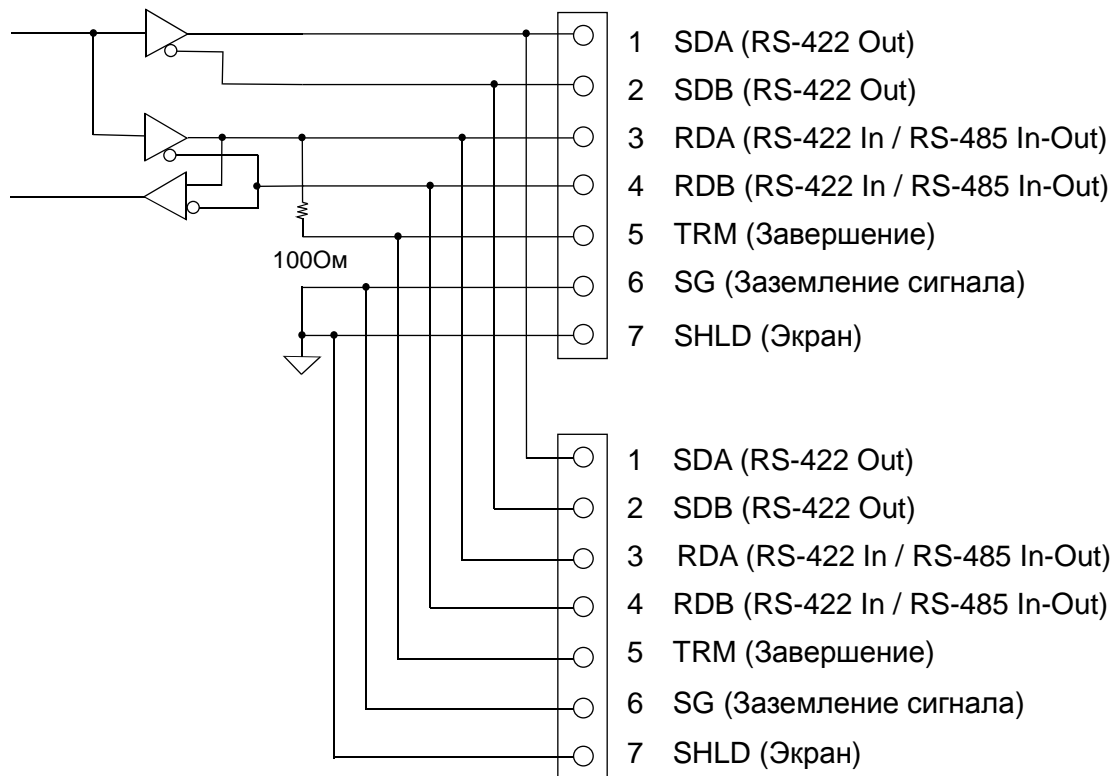 1 SDA (RS-422 Out)
2 SDB (RS-422 Out)
3 RDA (RS-422 In / RS-485 In-Out)
4 RDB (RS-422 In / RS-485 In-Out)
5 TRM (Завершение)
100Ом
6 SG (Заземление сигнала)
7 SHLD (Экран)
1 SDA (RS-422 Out)
2 SDB (RS-422 Out)
3 RDA (RS-422 In / RS-485 In-Out)
4 RDB (RS-422 In / RS-485 In-Out)
5 TRM (Завершение)
6 SG (Заземление сигнала)
7 SHLD (Экран)